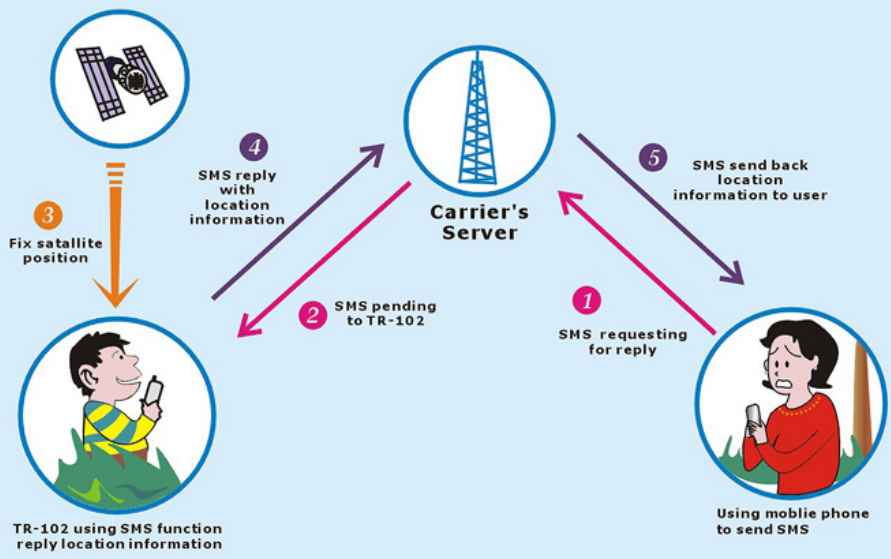 4
SMS reply
with
location
information
Carrier's
Server
5
SMS send back
location
information to user
3
Fix satallite
position
2
SMS pending
to TR-102
1
SMS requesting
for reply
TR-102 using SMS function
reply location information
Using moblie phone
to send SMS